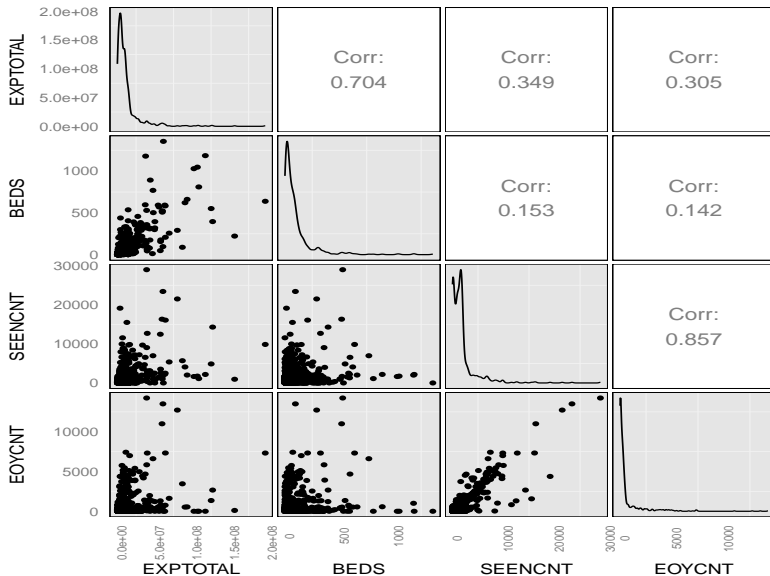 2.0e+08
1.5e+08
1.0e+08
5.0e+07
0.0e+00
EXPTOTAL
Corr:
0.704
Corr:
0.349
Corr:
0.305
1000
500
0
BEDS
Corr:
0.153
Corr:
0.142
30000
20000
10000
0
SEENCNT
Corr:
0.857
10000
5000
0
EOYCNT
0.0e+00
5.0e+07
1.0e+08
1.5e+08
2.0e+08
0
500
1000
0
10000
20000
30000
0
5000
10000
EXPTOTAL
BEDS
SEENCNT
EOYCNT